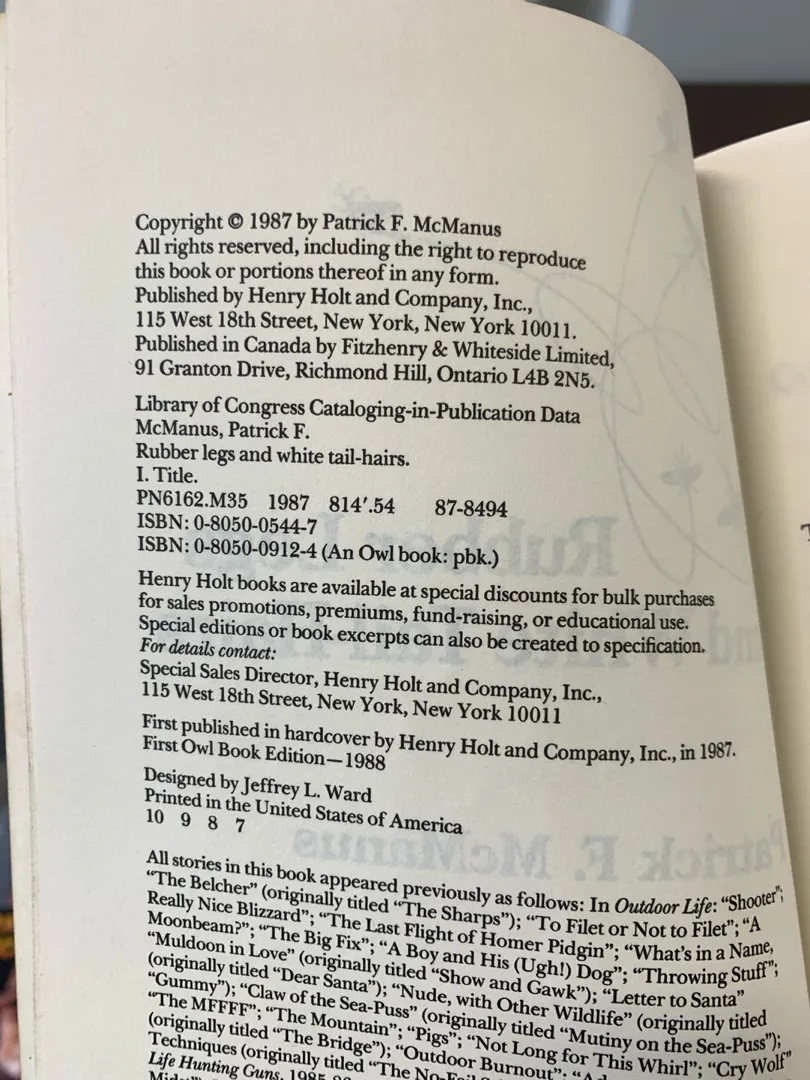 Copyright © 1987 by Patrick F. McManus
All rights reserved, including the right to reproduce
this book or portions thereof in any form.
Published by Henry Holt and Company, Inc.,
115 West 18th Street, New York, New York 10011.
Published in Canada by Fitzhenry & Whiteside Limited,
91 Granton Drive, Richmond Hill, Ontario L4B 2N5.
Library of Congress Cataloging-in-Publication Data
McManus, Patrick F.
Rubber legs and white tail-hairs.
I. Title.
PN6162.M35 1987 814′.54 87-8494
ISBN: 0-8050-0544-7
ISBN: 0-8050-0912-4 (An Owl book: pbk.)
Henry Holt books are available at special discounts for bulk purchases
for sales promotions, premiums, fund-raising, or educational use.
Special editions or book excerpts can also be created to specification.
For details contact:
Special Sales Director, Henry Holt and Company, Inc.,
115 West 18th Street, New York, New York 10011
First published in hardcover by Henry Holt and Company, Inc., in 1987.
First Owl Book Edition—1988
Designed by Jeffrey L. Ward
Printed in the United States of America
10 9 8 7
All stories in this book appeared previously as follows: In Outdoor Life: “Shooter”;
“The Belcher” (originally titled “The Sharps”); “To Filet or Not to Filet”; “A
Really Nice Blizzard”; “The Last Flight of Homer Pidgin”; “What's in a Name,
Moonbeam?”; “The Big Fix”; “A Boy and His (Ugh!) Dog”; “Throwing Stuff”;
“Muldoon in Love” (originally titled “Show and Gawk”); “Letter to Santa”
(originally titled “Dear Santa”); “Nude, with Other Wildlife” (originally titled
“Gummy”); “Claw of the Sea-Puss” (originally titled “Mutiny on the Sea-Puss”);
“The MFFFF”; “The Mountain”; “Pigs”; “Not Long for This Whirl”; “Cry Wolf”
(originally titled “The Bridge”); “Outdoor Burnout”;
Techniques (originally titled “The No-Fail
Life Hunting Guns, 1985-86